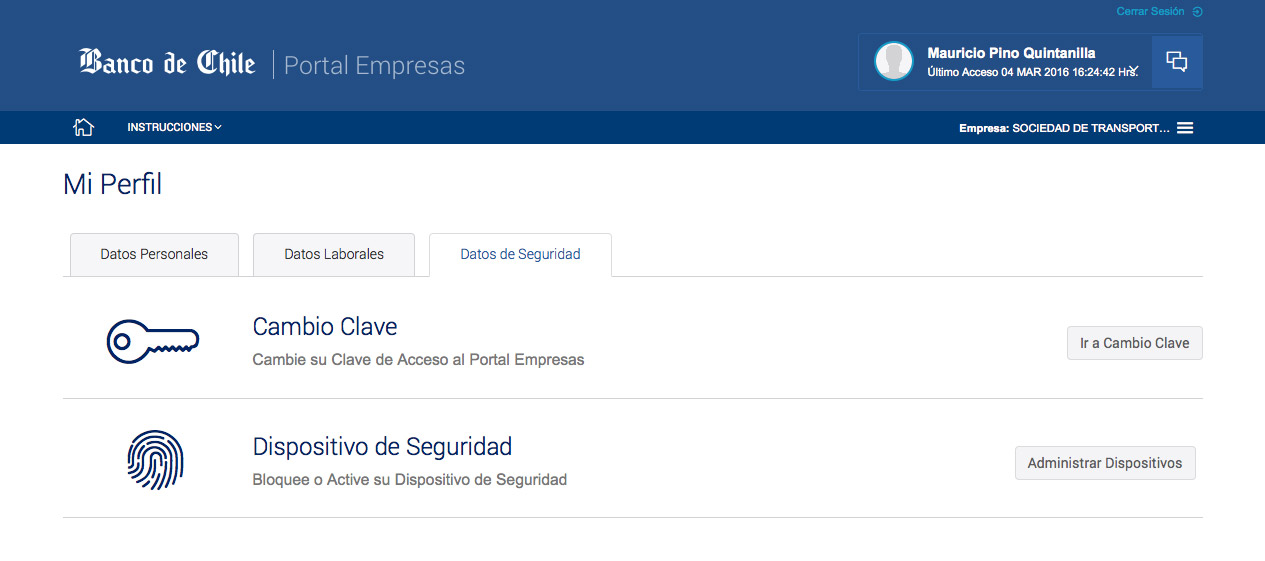 Cerrar Sesión
Banco de Chile Portal Empresas
Mauricio Pino Quintanilla
Último Acceso 04 MAR 2016 16:24:42 Hrs.
INSTRUCCIONES
Empresa: SOCIEDAD DE TRANSPORT...
Mi Perfil
Datos Personales Datos Laborales Datos de Seguridad
Cambio Clave
Cambie su Clave de Acceso al Portal Empresas
Ir a Cambio Clave
Dispositivo de Seguridad
Bloquee o Active su Dispositivo de Seguridad
Administrar Dispositivos